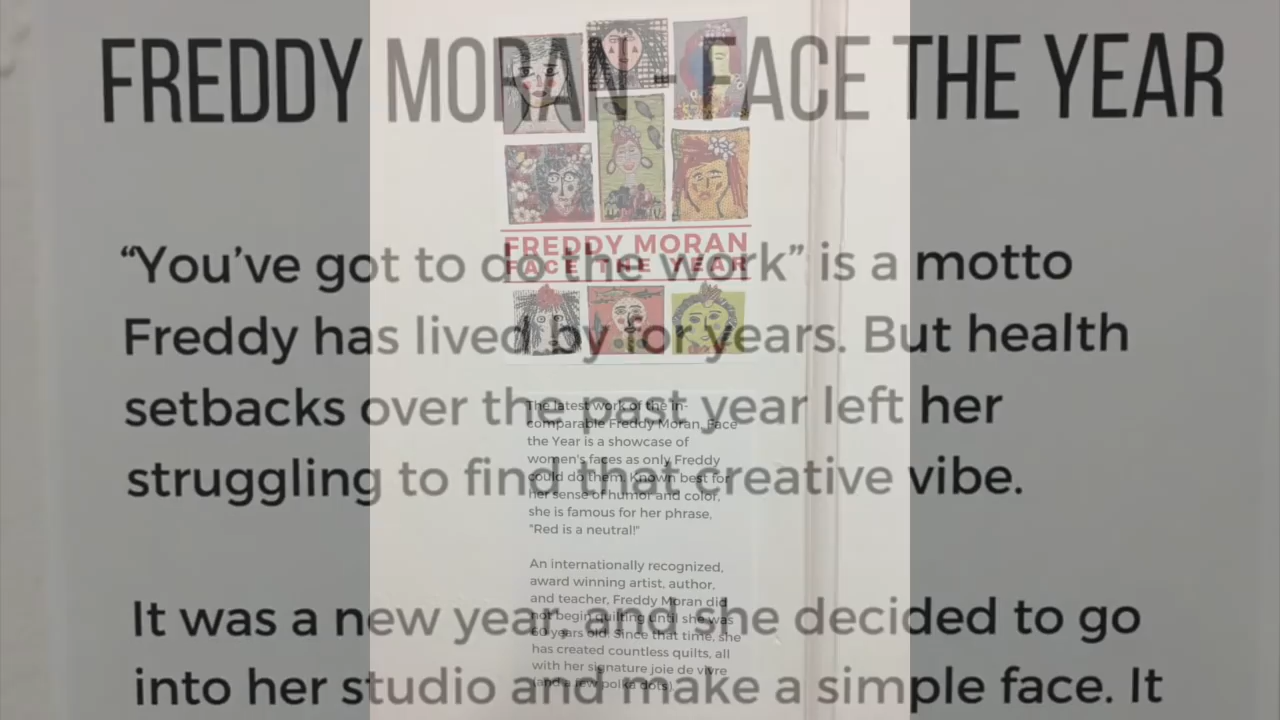 FREDDY MORAN - FACE THE YEAR
"You've got to do the work" is a motto
Freddy has lived by for years. But health
setbacks over the past year left her
struggling to find that creative vibe.
It was a new year, and she decided to go
into her studio and make a simple face. It
FREDDY MORAN
FACE THE YEAR
The latest work of the in-
comparable Freddy Moran, Face
the Year is a showcase of
women's faces as only Freddy
could do them. Known best for
her sense of humor and color,
she is famous for her phrase,
"Red is a neutral!"
An internationally recognized,
award winning artist, author,
and teacher, Freddy Moran did
not begin quilting until she was
60 years old. Since that time, she
has created countless quilts, all
with her signature joie de vivre
(and a few polka dots).